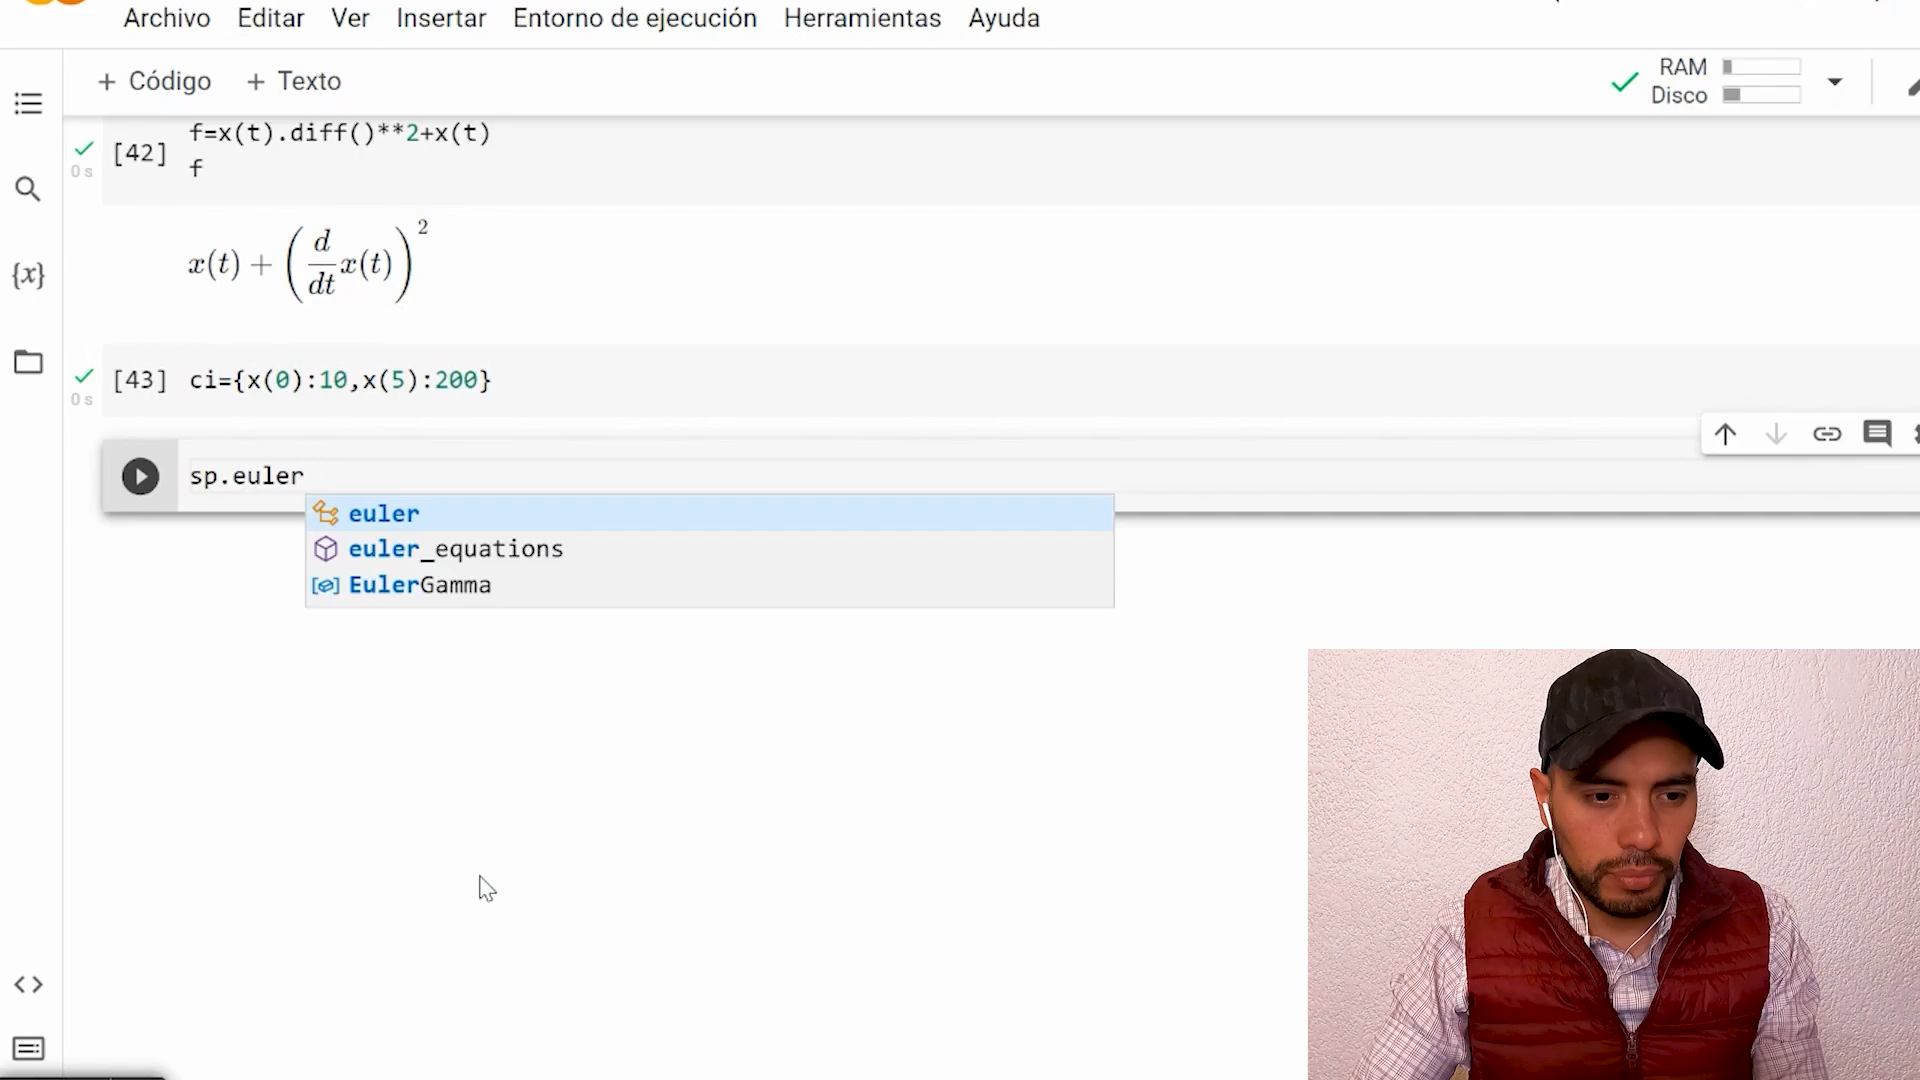 Archivo Editar Ver Insertar Entorno de ejecución Herramientas Ayuda
+ Código + Texto
RAM
Disco
[42] f=x(t).diff()**2+x(t)
0 s
f
x(t) + (d/dt x(t))²
[43] ci={x(0):10,x(5):200}
0 s
sp.euler
euler
euler_equations
EulerGamma
{x}